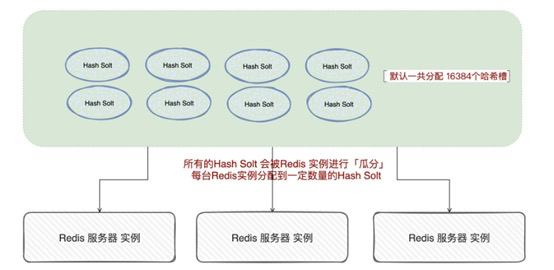 Hash Solt Hash Solt Hash Solt Hash Solt
Hash Solt Hash Solt Hash Solt Hash Solt
默认一共分配 16384个哈希槽
所有的Hash Solt 会被Redis 实例进行「瓜分」
每台Redis实例分配到一定数量的Hash Solt
Redis 服务器 实例 Redis 服务器 实例 Redis 服务器 实例